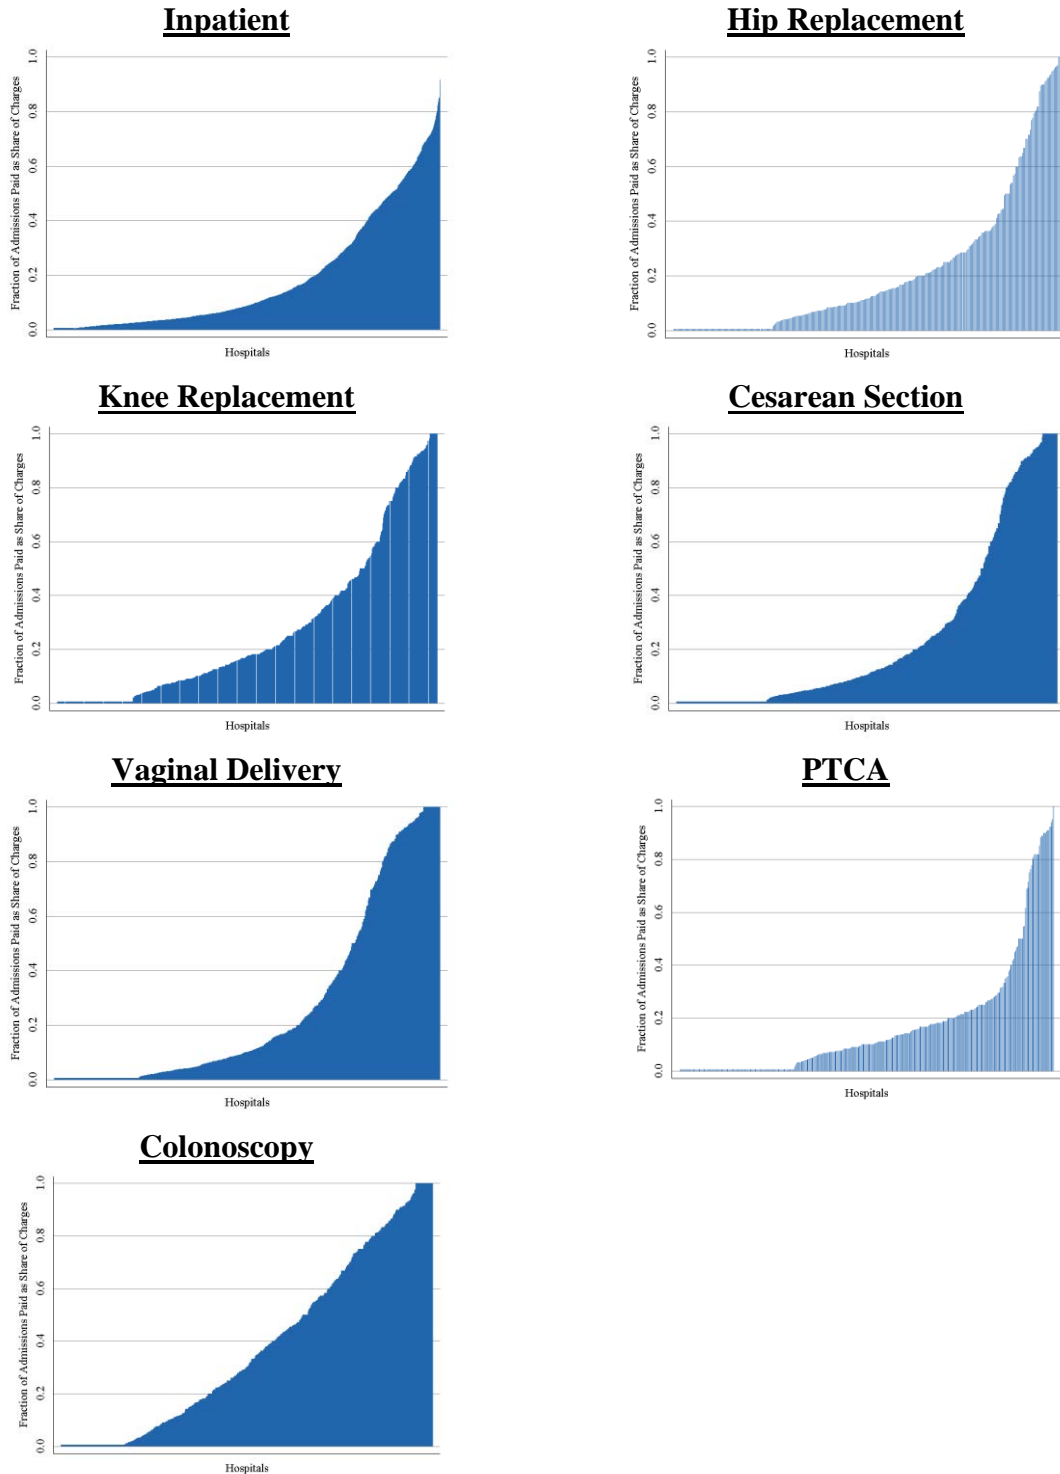 Inpatient
Fraction of Admissions Paid as Share of Charges
1.0
0.8
0.6
0.4
0.2
0.0
Hospitals
Hip Replacement
Fraction of Admissions Paid as Share of Charges
1.0
0.8
0.6
0.4
0.2
0.0
Hospitals
Knee Replacement
Fraction of Admissions Paid as Share of Charges
1.0
0.8
0.6
0.4
0.2
0.0
Hospitals
Cesarean Section
Fraction of Admissions Paid as Share of Charges
1.0
0.8
0.6
0.4
0.2
0.0
Hospitals
Vaginal Delivery
Fraction of Admissions Paid as Share of Charges
1.0
0.8
0.6
0.4
0.2
0.0
Hospitals
PTCA
Fraction of Admissions Paid as Share of Charges
1.0
0.8
0.6
0.4
0.2
0.0
Hospitals
Colonoscopy
Fraction of Admissions Paid as Share of Charges
1.0
0.8
0.6
0.4
0.2
0.0
Hospitals